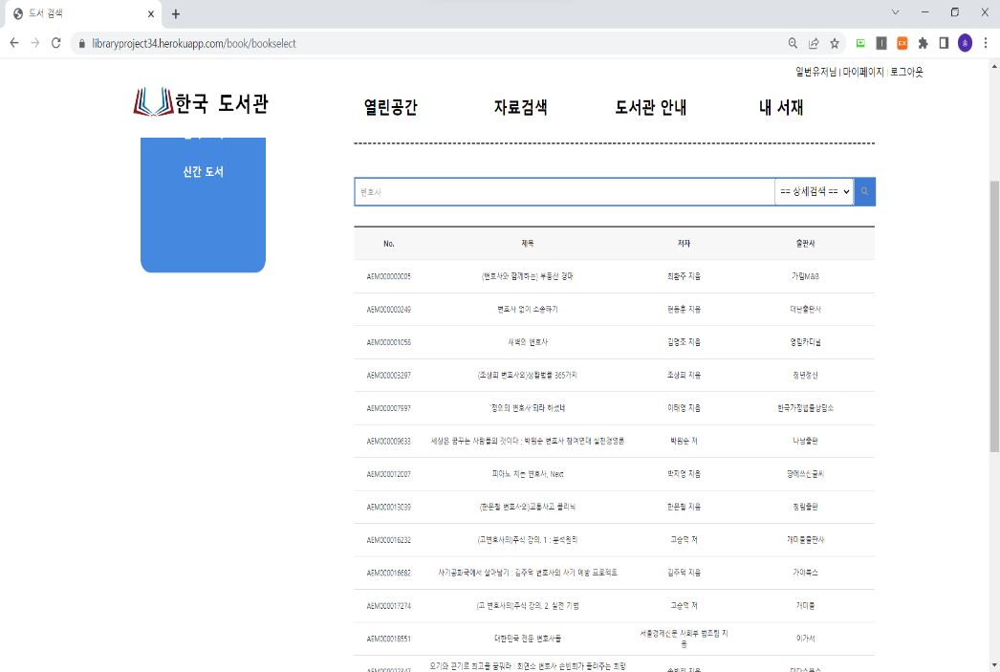 도서 검색
libraryproject34.herokuapp.com/book/bookselect
일번유저님 | 마이페이지 | 로그아웃
한국 도서관
열린공간 자료검색 도서관 안내 내 서재
신간 도서
변호사 == 상세검색 ==
No. 제목 저자 출판사
AEM000000005 (변호사와 함께하는) 부동산 경매 최환주 지음 가림M&B
AEM000000249 변호사 없이 소송하기 현동훈 지음 더난출판사
AEM000001058 새벽의 변호사 김영조 지음 영림카디널
AEM000003297 (조상희 변호사의)생활법률 365가지 조상희 지음 청년정신
AEM000007997 '정의의 변호사'되라 하셨네 이태영 지음 한국가정법률상담소
AEM000009633 세상은 꿈꾸는 사람들의 것이다 : 박원순 변호사 참여연대 실천경영론 박원순 저 나남출판
AEM000012007 피아노 치는 변호사, Next 박지영 지음 땅에쓰신글씨
AEM000013039 (한문철 변호사의)교통사고 클리닉 한문철 지음 청림출판
AEM000016232 (고변호사의)주식 강의. 1 : 분석원리 고승덕 저 개미들출판사
AEM000016682 사기공화국에서 살아남기 : 김주덕 변호사의 사기 예방 프로젝트 김주덕 지음 가야북스
AEM000017274 (고 변호사의)주식 강의. 2, 실전 기법 고승덕 저 개미들
AEM000018551 대한민국 전문 변호사들 서울경제신문 사회부 법조팀 지음 이가서
오기와 끈기로 최고를 꿈꿔라 : 최연소 변호사 손빈희가 들려주는 희망